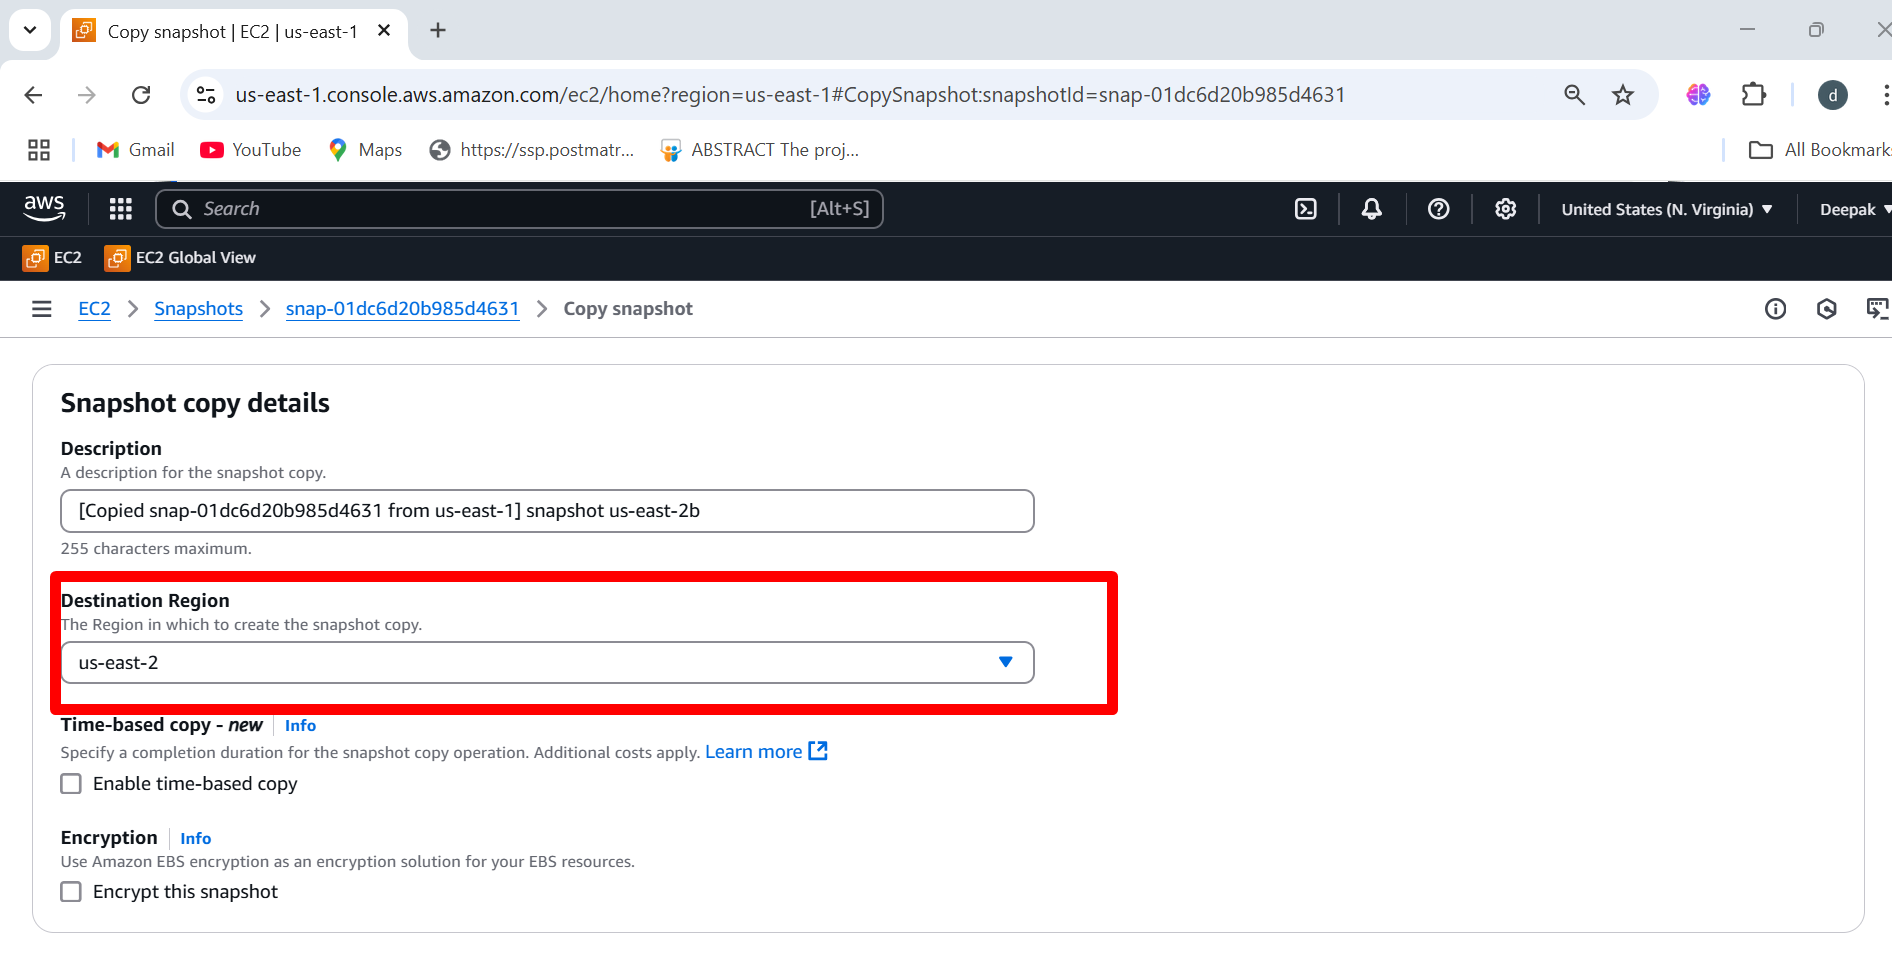 Copy snapshot | EC2 | us-east-1
us-east-1.console.aws.amazon.com/ec2/home?region=us-east-1#CopySnapshot:snapshotId=snap-01dc6d20b985d4631
d
Gmail
YouTube
Maps
https://ssp.postmatr...
ABSTRACT The proj...
All Bookmarks
aws
Search
[Alt+S]
United States (N. Virginia)
Deepak
EC2
EC2 Global View
EC2 > Snapshots > snap-01dc6d20b985d4631 > Copy snapshot
Snapshot copy details
Description
A description for the snapshot copy.
[Copied snap-01dc6d20b985d4631 from us-east-1] snapshot us-east-2b
255 characters maximum.
Destination Region
The Region in which to create the snapshot copy.
us-east-2
Time-based copy - new | Info
Specify a completion duration for the snapshot copy operation. Additional costs apply. Learn more
Enable time-based copy
Encryption | Info
Use Amazon EBS encryption as an encryption solution for your EBS resources.
Encrypt this snapshot